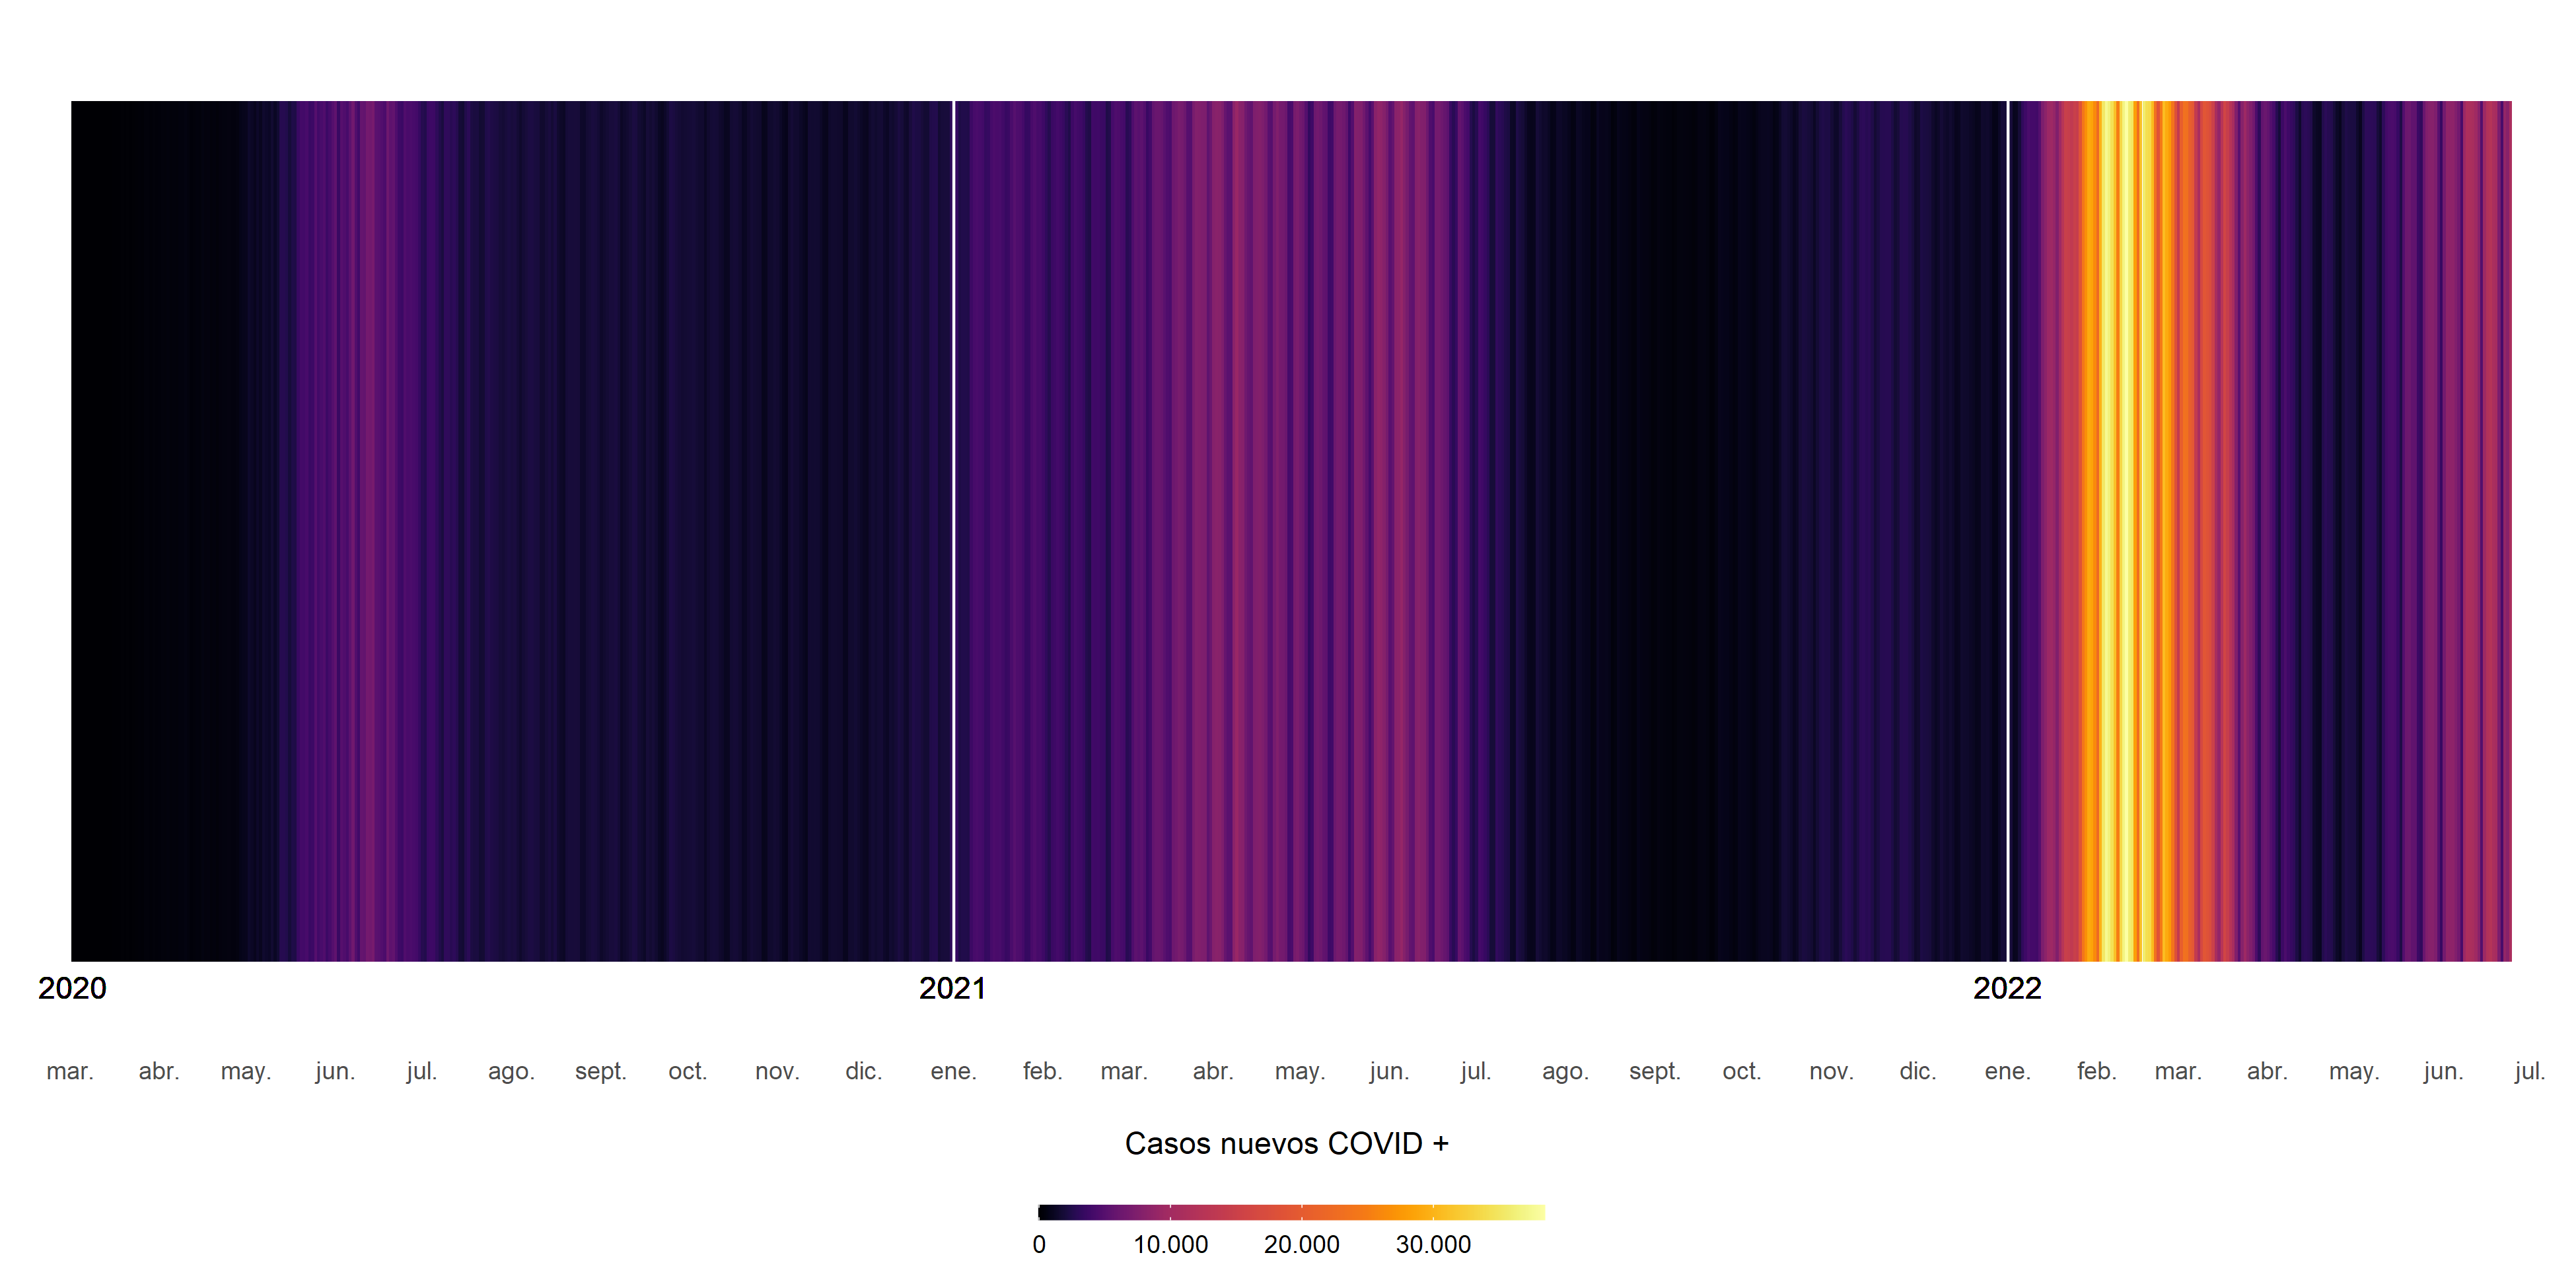 2020 2021 2022
mar. abr. may. jun. jul. ago. sept. oct. nov. dic. ene. feb. mar. abr. may. jun. jul. ago. sept. oct. nov. dic. ene. feb. mar. abr. may. jun. jul.
Casos nuevos COVID +
0 10.000 20.000 30.000